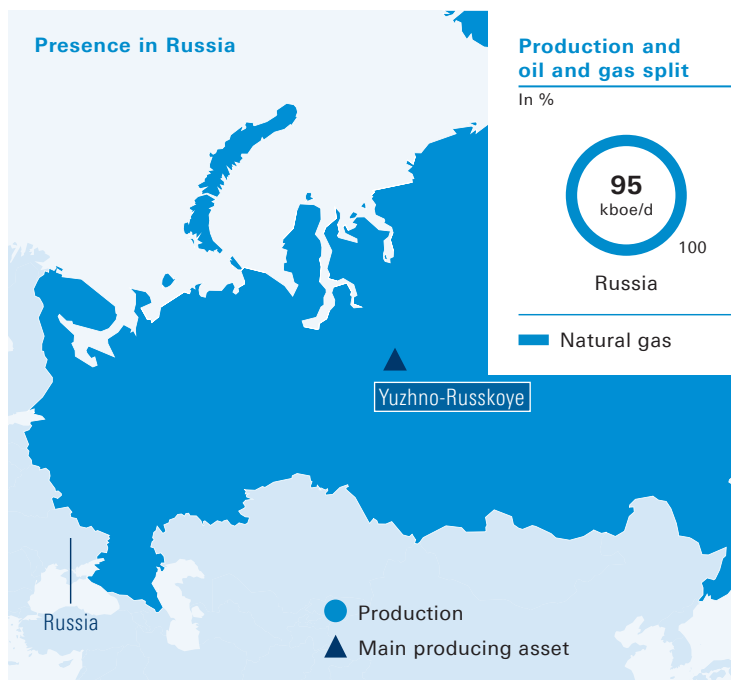 Presence in Russia
Production and
oil and gas split
In %
95
kboe/d
100
Russia
Natural gas
Yuzhno-Russkoye
Russia
Production
Main producing asset